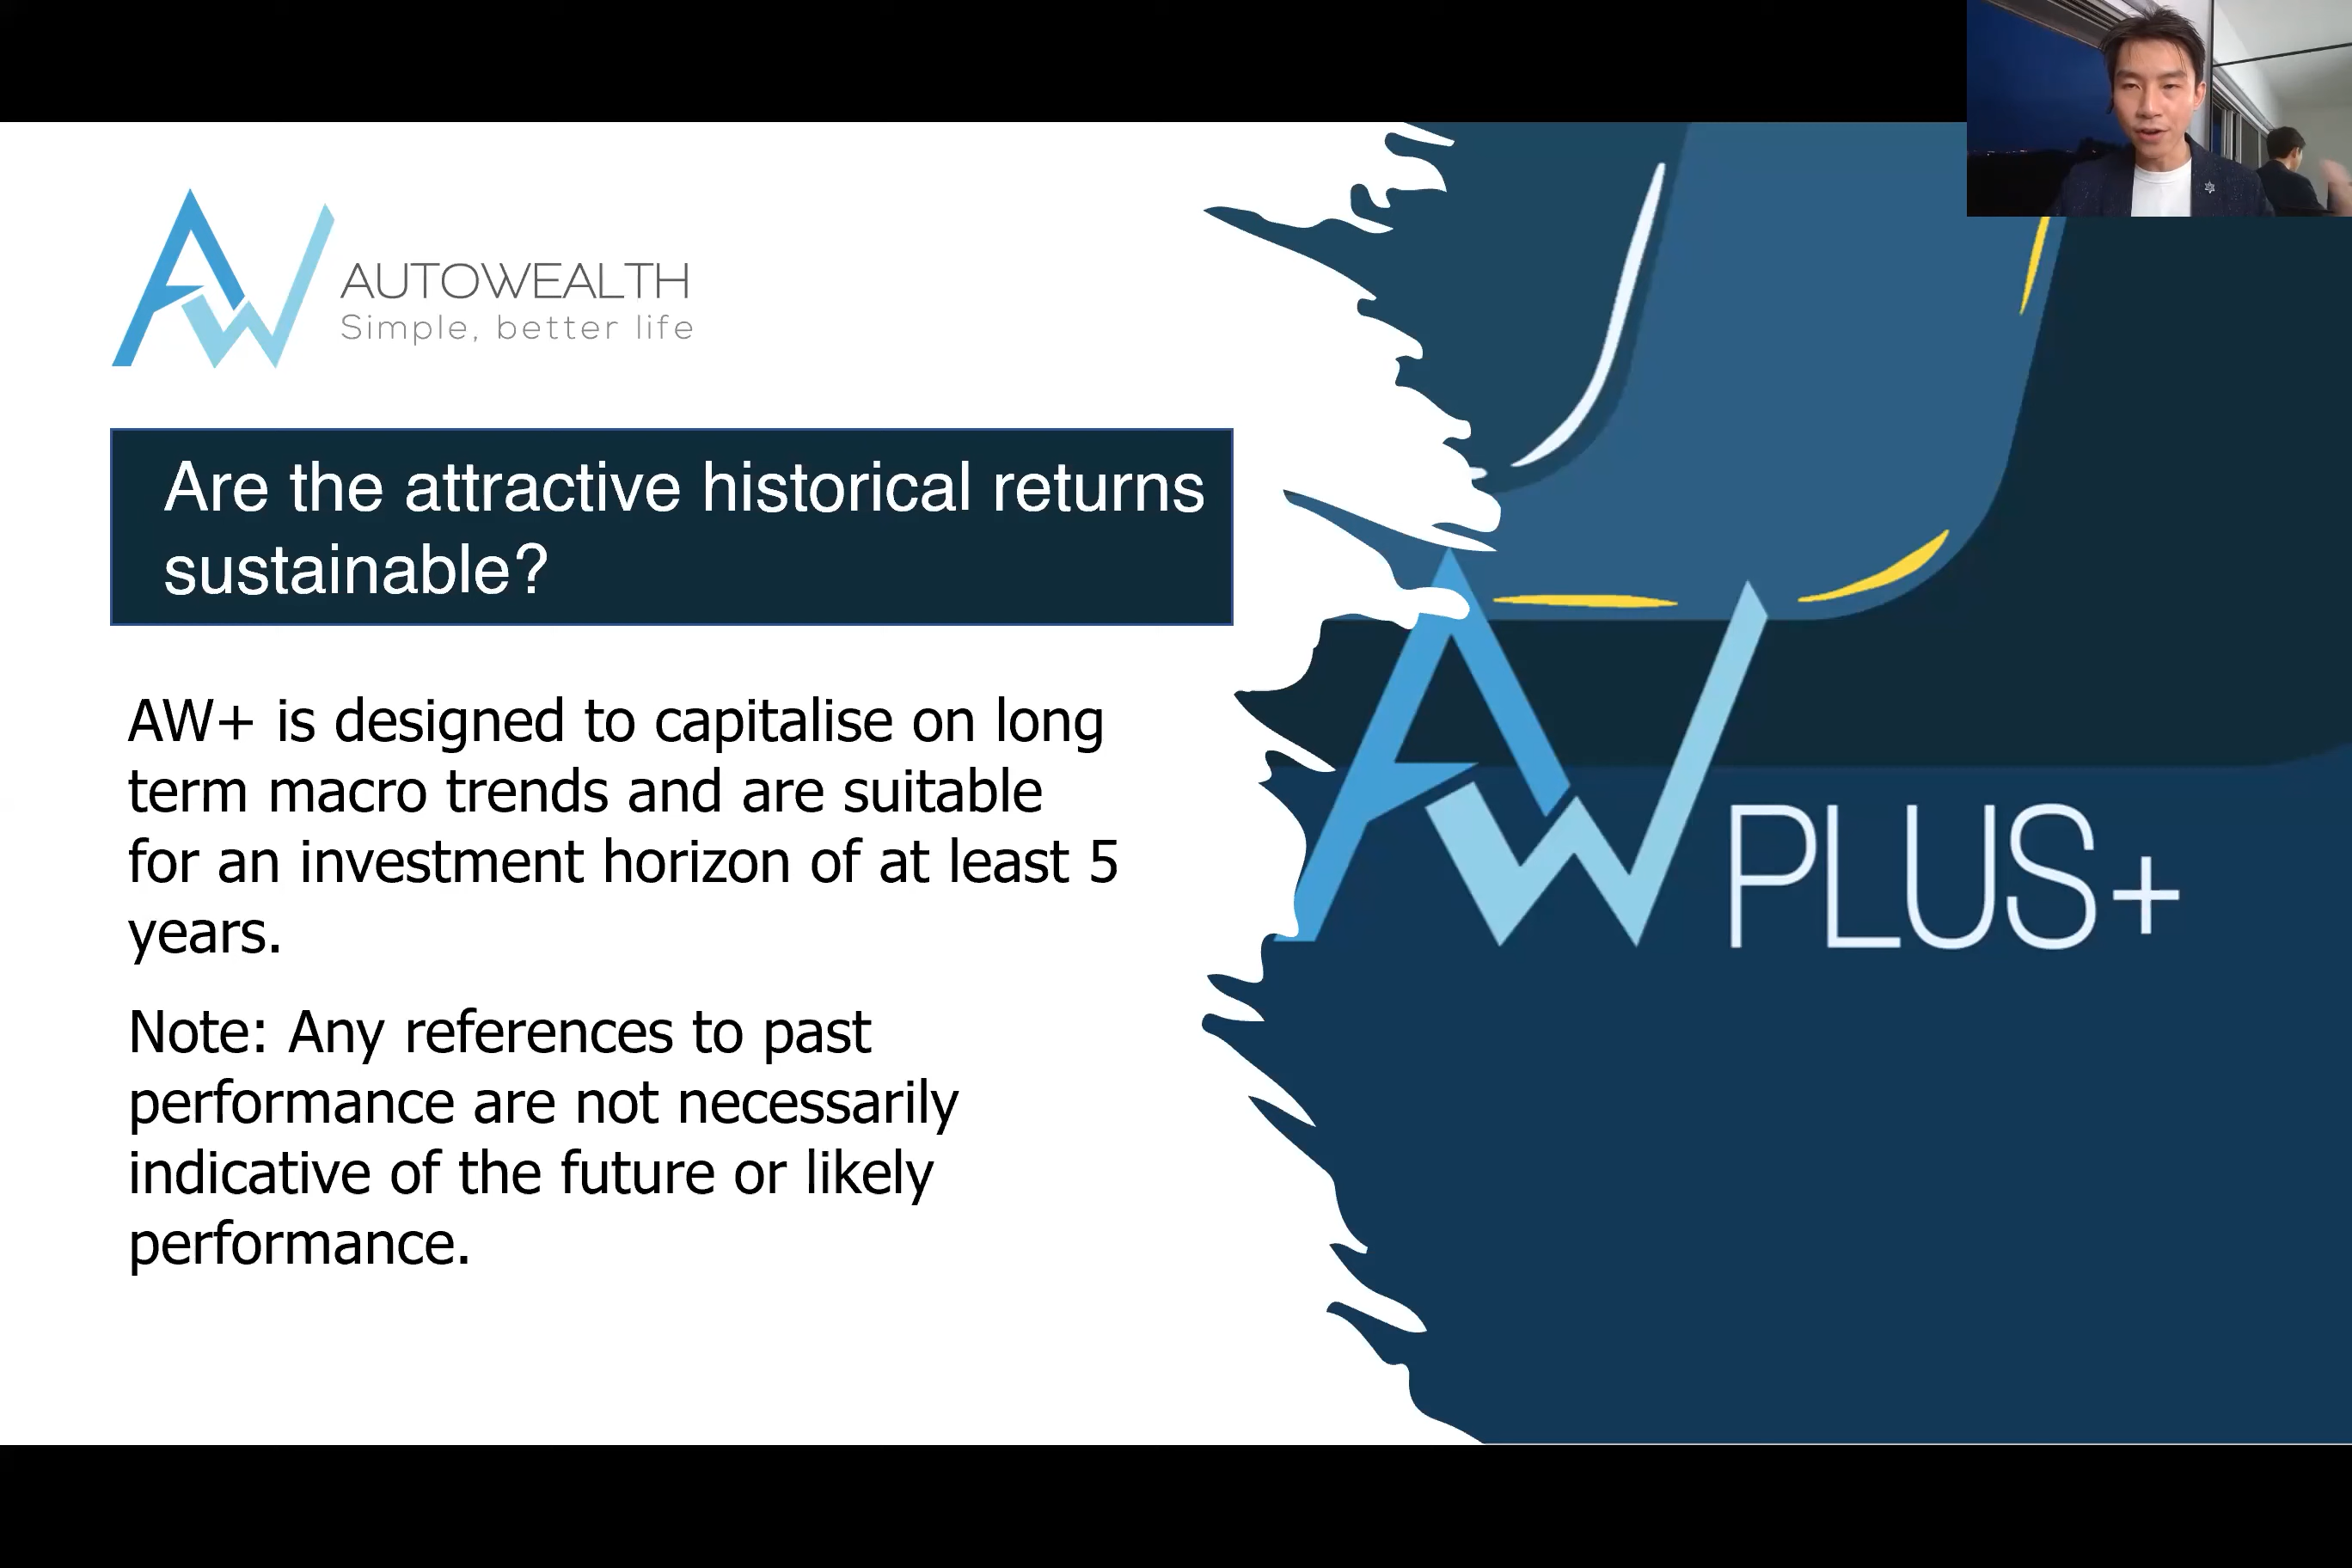 AUTOWEALTH
Simple, better life
Are the attractive historical returns
sustainable?
AW+ is designed to capitalise on long
term macro trends and are suitable
for an investment horizon of at least 5
years.
Note: Any references to past
performance are not necessarily
indicative of the future or likely
performance.
AW PLUS+